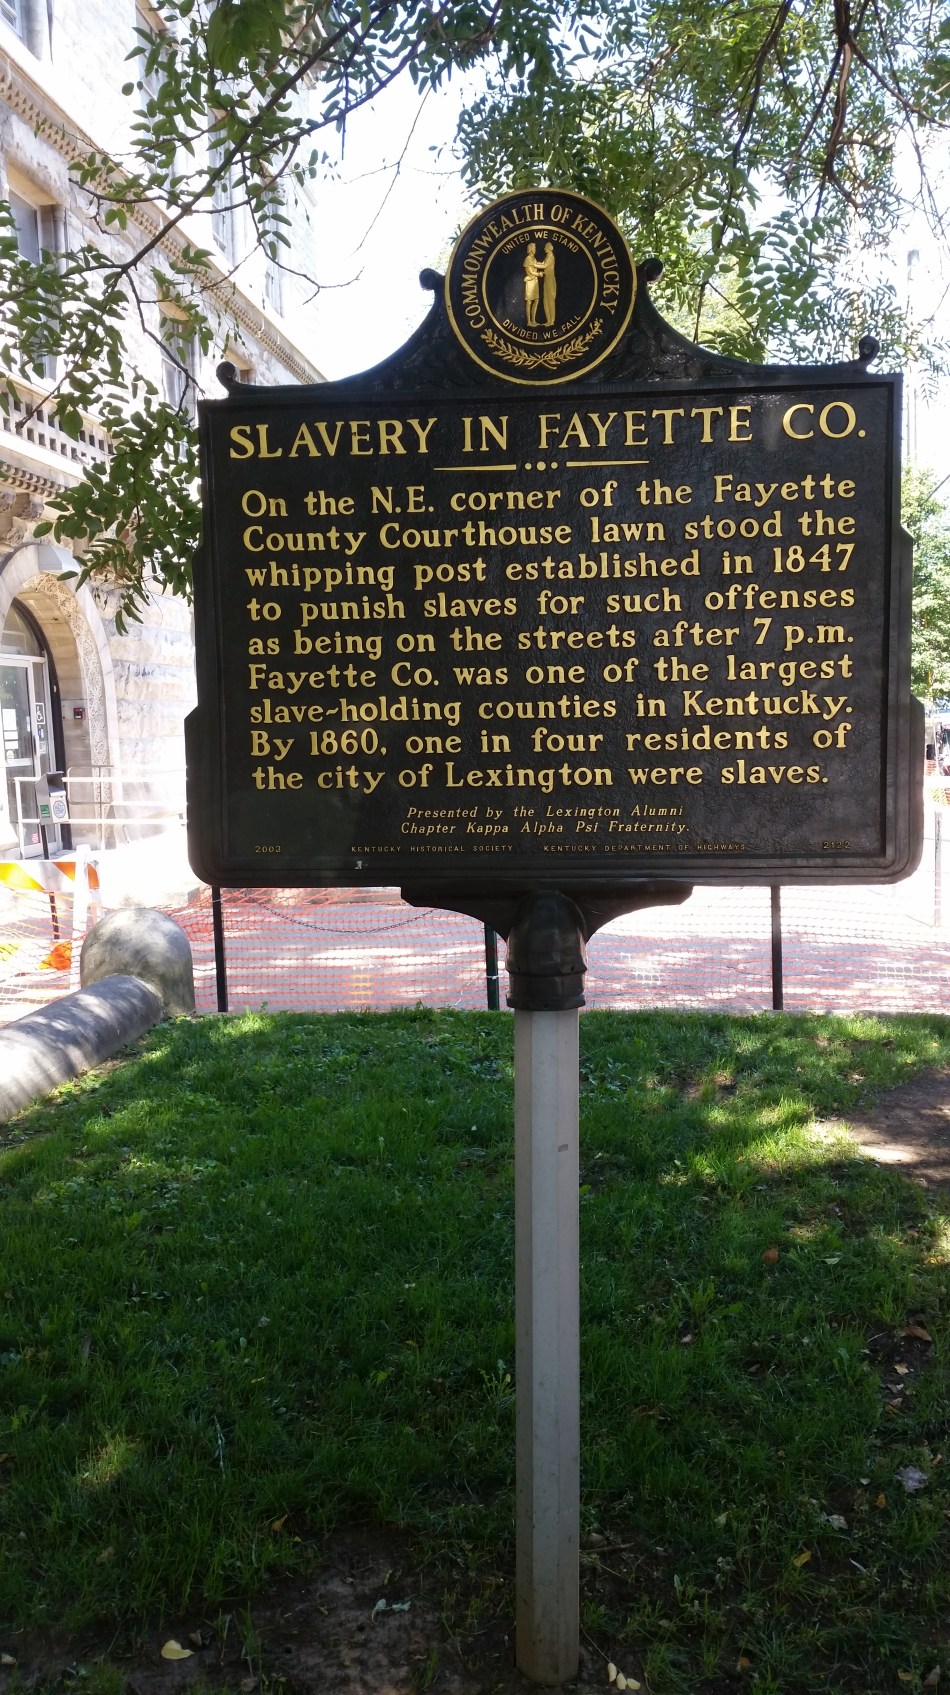 COMMONWEALTH OF KENTUCKY
UNITED WE STAND
DIVIDED WE FALL
SLAVERY IN FAYETTE CO.
On the N.E. corner of the Fayette
County Courthouse lawn stood the
whipping post established in 1847
to punish slaves for such offenses
as being on the streets after 7 p.m.
Fayette Co. was one of the largest
slave-holding counties in Kentucky.
By 1860, one in four residents of
the city of Lexington were slaves.
Presented by the Lexington Alumni
Chapter Kappa Alpha Psi Fraternity.
2003 KENTUCKY HISTORICAL SOCIETY KENTUCKY DEPARTMENT OF HIGHWAYS 2122